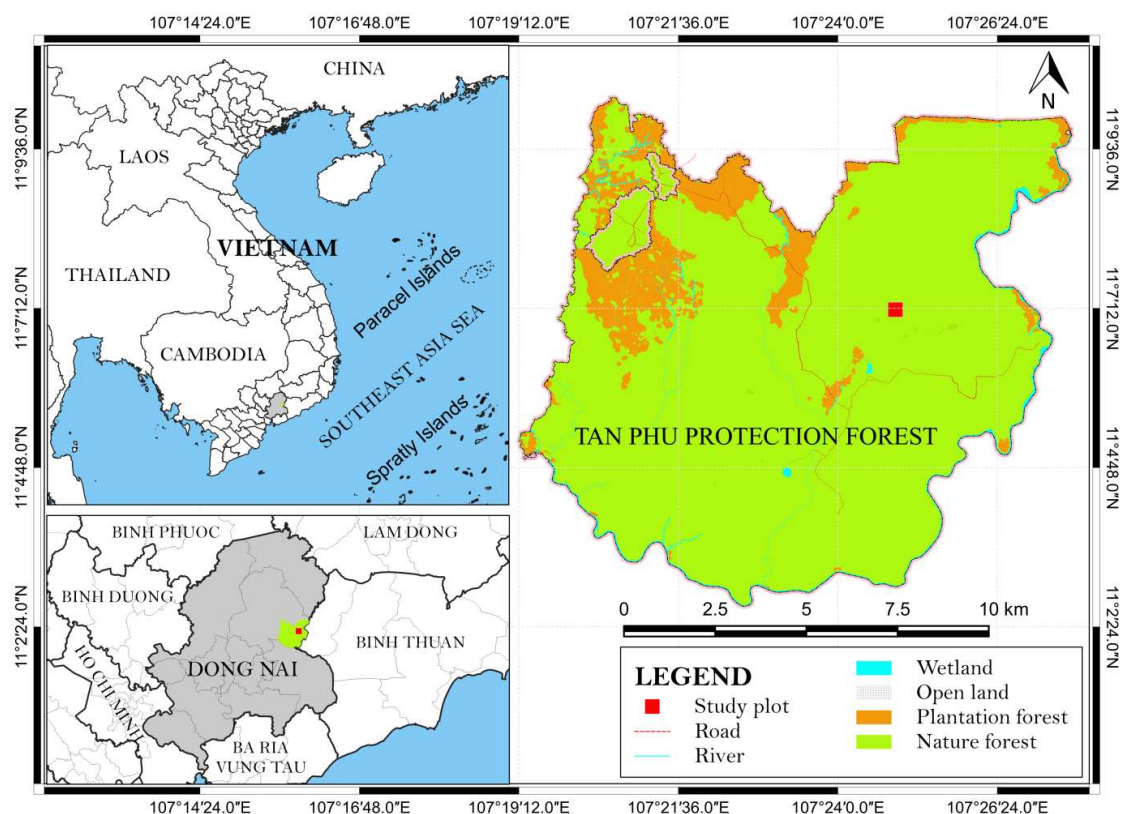 107°14′24.0″E 107°16′48.0″E 107°19′12.0″E 107°21′36.0″E 107°24′0.0″E 107°26′24.0″E
11°9′36.0″N
11°7′12.0″N
11°4′48.0″N
11°2′24.0″N
CHINA
LAOS
VIETNAM
THAILAND
CAMBODIA
Paracel Islands
SOUTHEAST ASIA SEA
Spratly Islands
BINH PHUOC
LAM DONG
BINH DUONG
BINH THUAN
HO CHI MINH
DONG NAI
BA RIA
VUNG TAU
N
TAN PHU PROTECTION FOREST
0 2.5 5 7.5 10 km
LEGEND
Study plot
Road
River
Wetland
Open land
Plantation forest
Nature forest
11°9′36.0″N
11°7′12.0″N
11°4′48.0″N
11°2′24.0″N
107°14′24.0″E 107°16′48.0″E 107°19′12.0″E 107°21′36.0″E 107°24′0.0″E 107°26′24.0″E